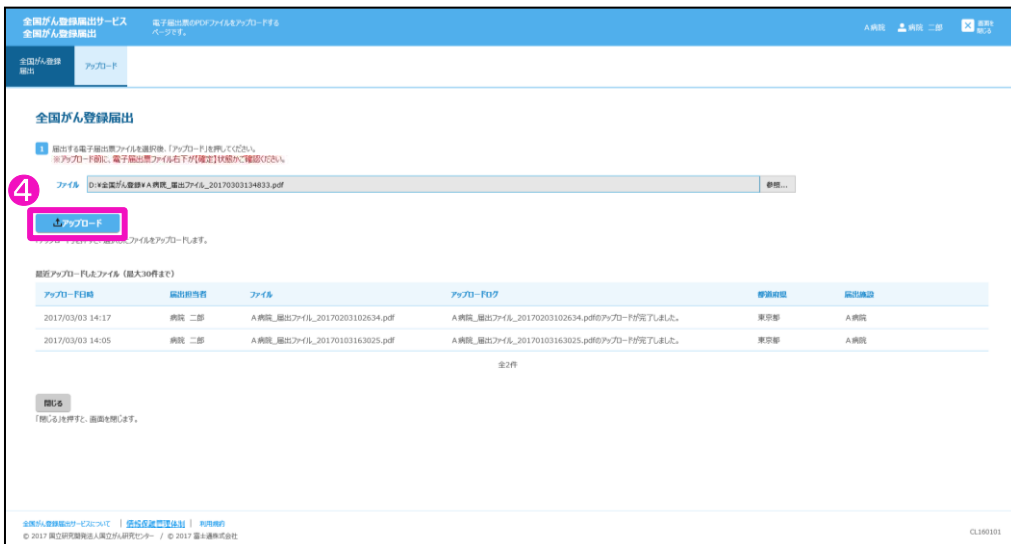 全国がん登録届出サービス
全国がん登録届出
電子届出票のPDFファイルをアップロードする
ページです。
A病院 病院 二郎 画面を
閉じる
全国がん登録
届出
アップロード
全国がん登録届出
1 届出する電子届出票ファイルを選択後、「アップロード」を押してください。
※アップロード前に、電子届出票ファイル右下が【確定】状態かご確認ください。
4
ファイル D:¥全国がん登録¥A病院_届出ファイル_20170303134833.pdf 参照...
アップロード
ファイルをアップロードします。
最近アップロードしたファイル（最大30件まで）
アップロード日時 届出担当者 ファイル アップロードログ 都道府県 届出施設
2017/03/03 14:17 病院 二郎 A病院_届出ファイル_20170203102634.pdf A病院_届出ファイル_20170203102634.pdfのアップロードが完了しました。 東京都 A病院
2017/03/03 14:05 病院 二郎 A病院_届出ファイル_20170103163025.pdf A病院_届出ファイル_20170103163025.pdfのアップロードが完了しました。 東京都 A病院
全2件
閉じる
「閉じる」を押すと、画面を閉じます。
全国がん登録届出サービスについて | 情報保護管理体制 | 利用規約
© 2017 国立研究開発法人国立がん研究センター / © 2017 富士通株式会社
CL160101